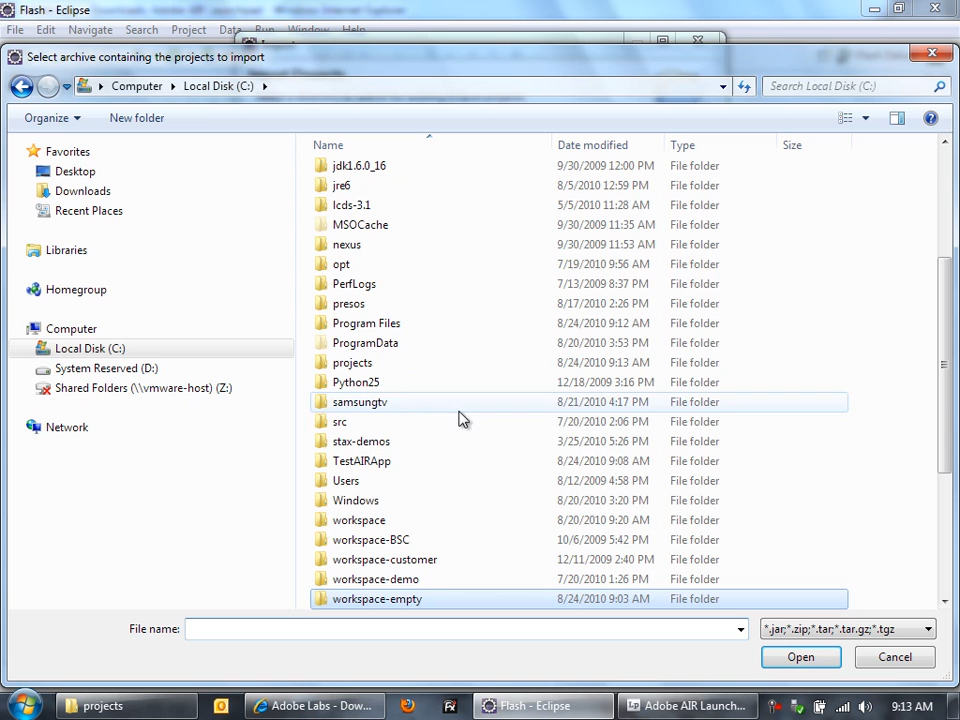 Flash - Eclipse
File Edit Navigate Search Project Data Run Window Help
Select archive containing the projects to import
Computer Local Disk (C:) Search Local Disk (C:)
Organize New folder
Name Date modified Type Size
Favorites
Desktop
Downloads
Recent Places
Libraries
Homegroup
Computer
Local Disk (C:)
System Reserved (D:)
Shared Folders (\\vmware-host) (Z:)
Network
jdk1.6.0_16 9/30/2009 12:00 PM File folder
jre6 8/5/2010 12:59 PM File folder
lcds-3.1 5/5/2010 11:28 AM File folder
MSOCache 9/30/2009 11:35 AM File folder
nexus 9/30/2009 11:53 AM File folder
opt 7/19/2010 9:56 AM File folder
PerfLogs 7/13/2009 8:37 PM File folder
presos 8/17/2010 2:26 PM File folder
Program Files 8/24/2010 9:12 AM File folder
ProgramData 8/20/2010 3:53 PM File folder
projects 8/24/2010 9:13 AM File folder
Python25 12/18/2009 3:16 PM File folder
samsungtv 8/21/2010 4:17 PM File folder
src 7/20/2010 2:06 PM File folder
stax-demos 3/25/2010 5:26 PM File folder
TestAIRApp 8/24/2010 9:08 AM File folder
Users 8/12/2009 4:58 PM File folder
Windows 8/20/2010 3:20 PM File folder
workspace 8/20/2010 9:20 AM File folder
workspace-BSC 10/6/2009 5:42 PM File folder
workspace-customer 12/11/2009 2:40 PM File folder
workspace-demo 7/20/2010 1:26 PM File folder
workspace-empty 8/24/2010 9:03 AM File folder
File name: *.jar;*.zip;*.tar;*.tar.gz;*.tgz
Open Cancel
projects Adobe Labs - Dow... Flash - Eclipse Adobe AIR Launch... 9:13 AM